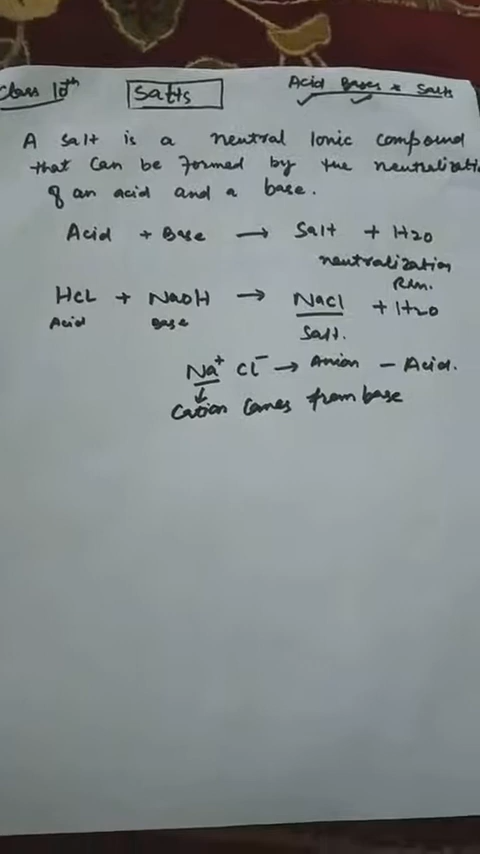 Class 10th Salts Acid Bases & Salts
A Salt is a neutral Ionic compound
that can be formed by the neutralizati
of an acid and a base.
Acid + Base → Salt + H2O
neutralization
Rxn.
HCl + NaOH → NaCl + H2O
Acid Base Salt.
Na+ Cl- → Anion - Acid.
↓
Cation Comes from base